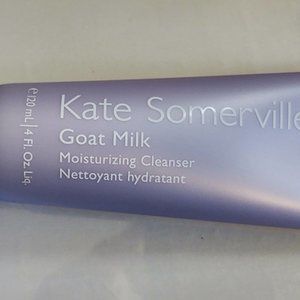 Kate Somerville
Goat Milk
Moisturizing Cleanser
Nettoyant hydratant
℮120 mL | 4 Fl. Oz Liq.